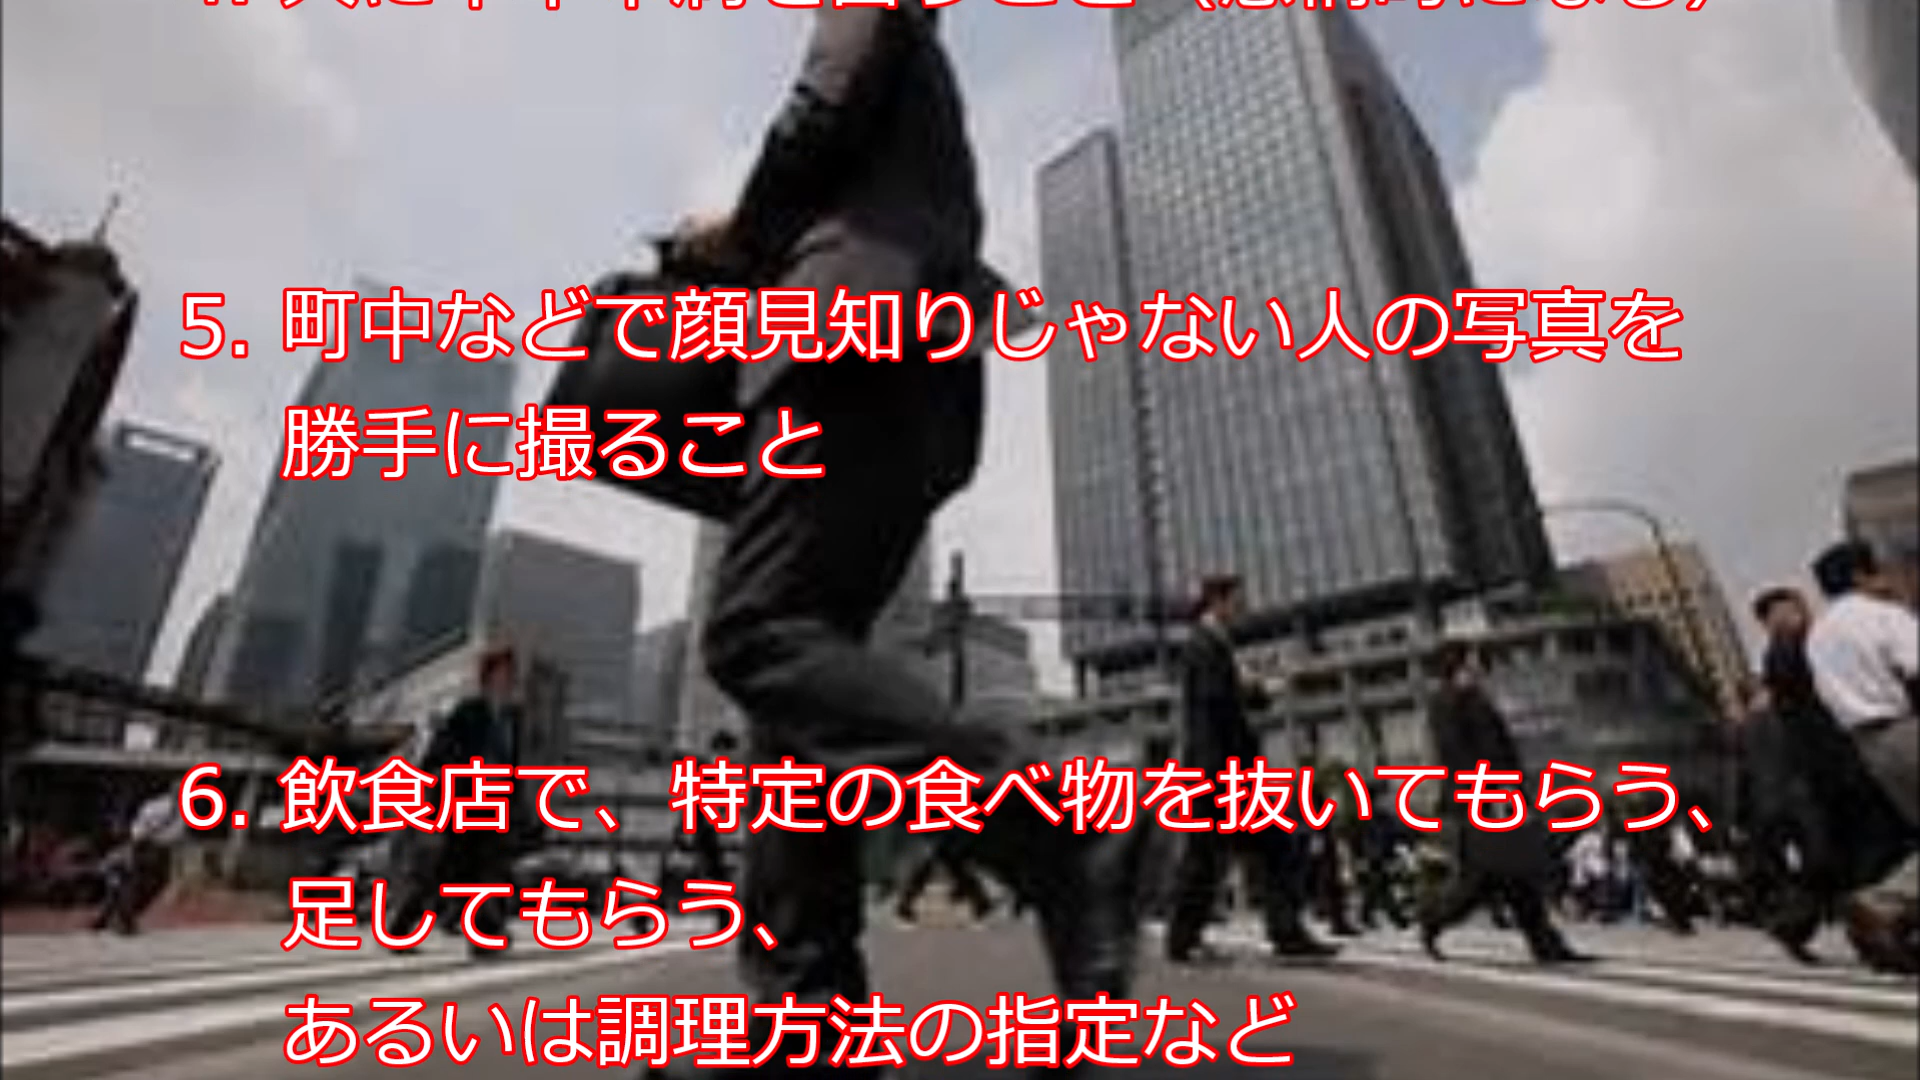 5. 町中などで顔見知りじゃない人の写真を
勝手に撮ること
6. 飲食店で、特定の食べ物を抜いてもらう、
足してもらう、
あるいは調理方法の指定など